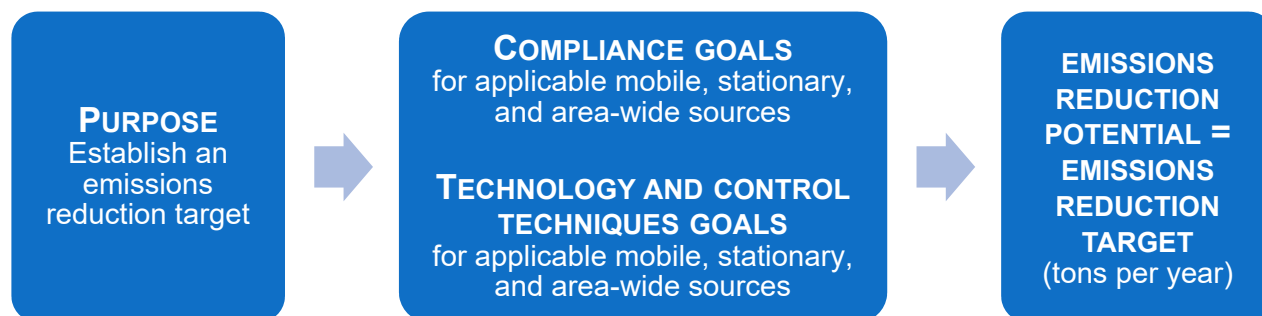 PURPOSE
Establish an
emissions
reduction target
COMPLIANCE GOALS
for applicable mobile, stationary,
and area-wide sources
TECHNOLOGY AND CONTROL
TECHNIQUES GOALS
for applicable mobile, stationary,
and area-wide sources
EMISSIONS
REDUCTION
POTENTIAL =
EMISSIONS
REDUCTION
TARGET
(tons per year)